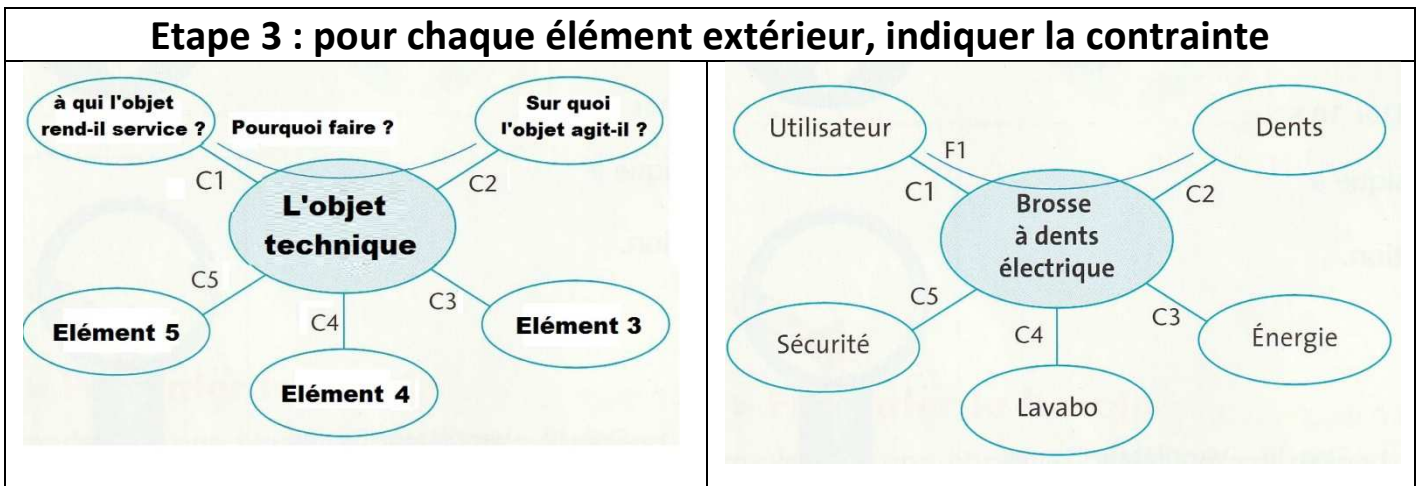 Etape 3 : pour chaque élément extérieur, indiquer la contrainte
à qui l'objet
rend-il service ?
Pourquoi faire ?
Sur quoi
l'objet agit-il ?
C1
C2
L'objet
technique
C5
C4
C3
Elément 5
Elément 4
Elément 3
Utilisateur
F1
Dents
C1
C2
Brosse
à dents
électrique
C5
C4
C3
Sécurité
Lavabo
Énergie